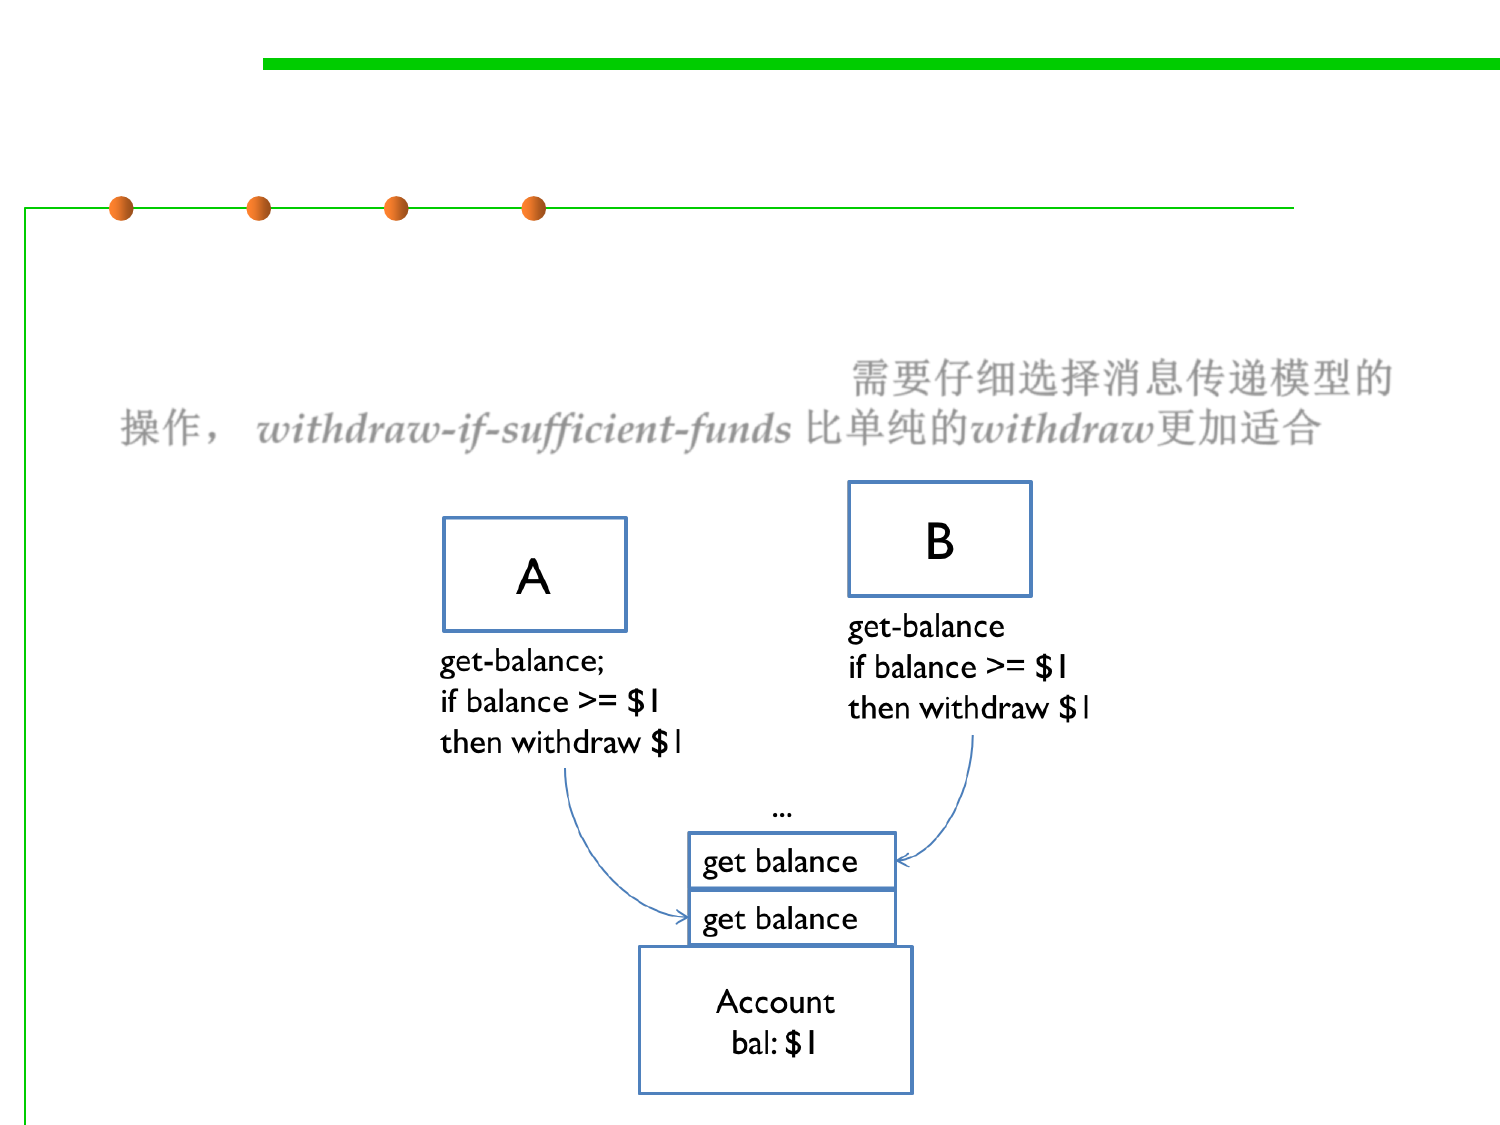 需要仔细选择消息传递模型的
操作， withdraw-if-sufficient-funds 比单纯的withdraw更加适合
A
get-balance;
if balance >= $1
then withdraw $1
B
get-balance
if balance >= $1
then withdraw $1
...
get balance
get balance
Account
bal: $1